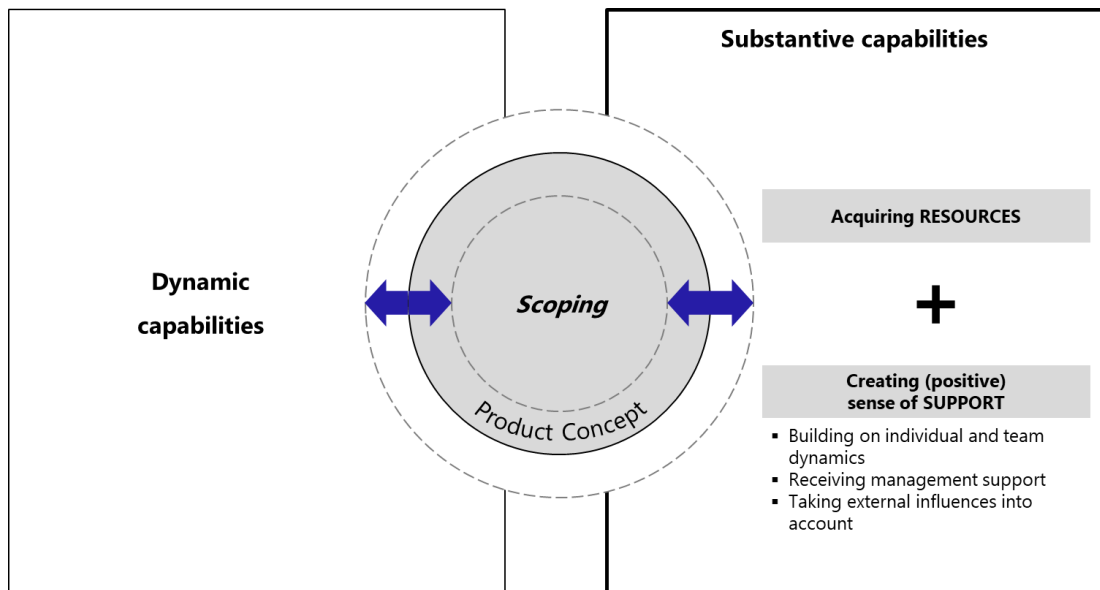 Substantive capabilities
Dynamic
capabilities
Scoping
Product Concept
Acquiring RESOURCES
+
Creating (positive)
sense of SUPPORT
▪ Building on individual and team
dynamics
▪ Receiving management support
▪ Taking external influences into
account